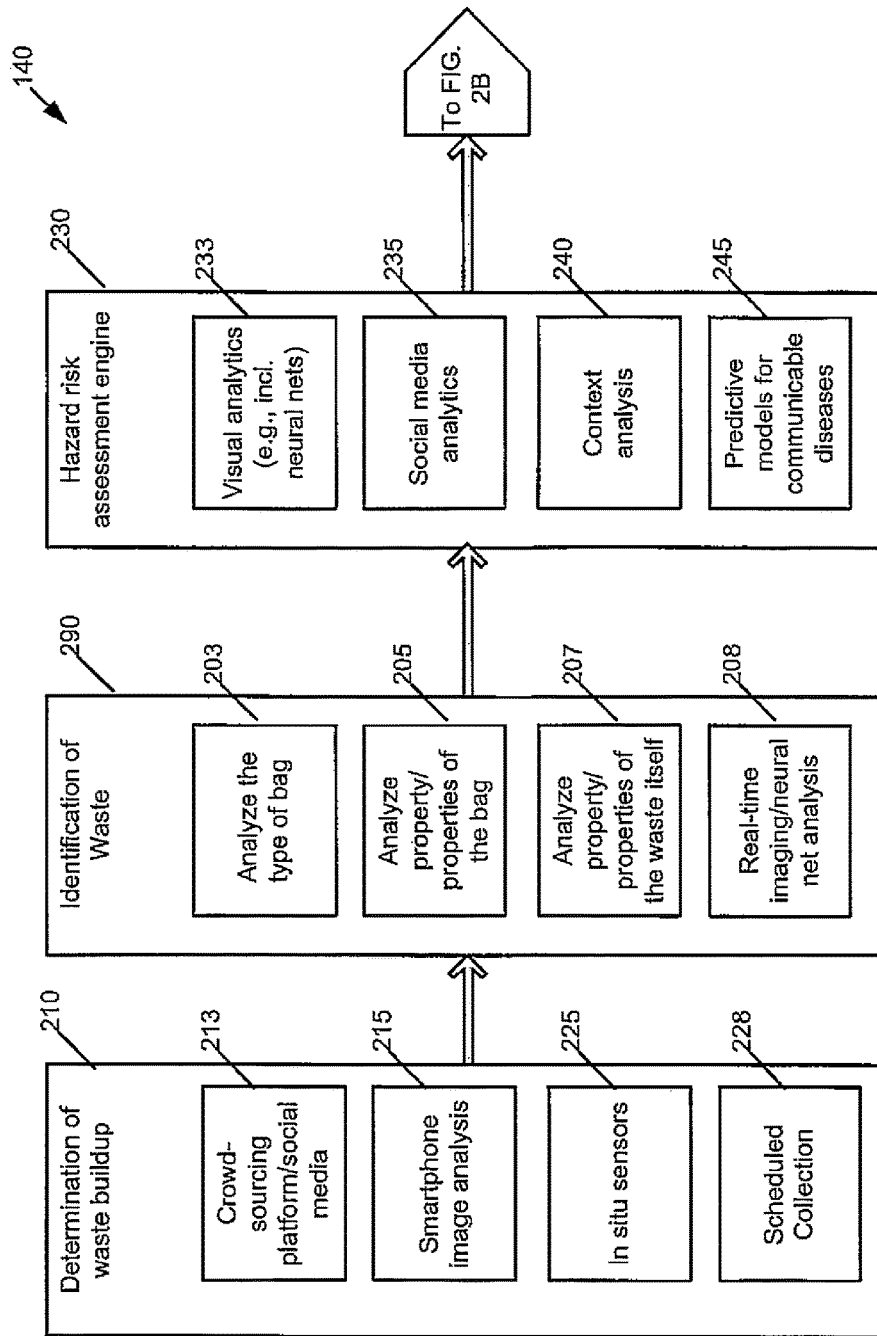 140
210
Determination of
waste buildup
213
Crowd-
sourcing
platform/social
media
215
Smartphone
image analysis
225
In situ sensors
228
Scheduled
Collection
290
Identification of
Waste
203
Analyze the
type of bag
205
Analyze
property/
properties of
the bag
207
Analyze
property/
properties of
the waste itself
208
Real-time
imaging/neural
net analysis
230
Hazard risk
assessment engine
233
Visual analytics
(e.g., incl.
neural nets)
235
Social media
analytics
240
Context
analysis
245
Predictive
models for
communicable
diseases
To FIG.
2B